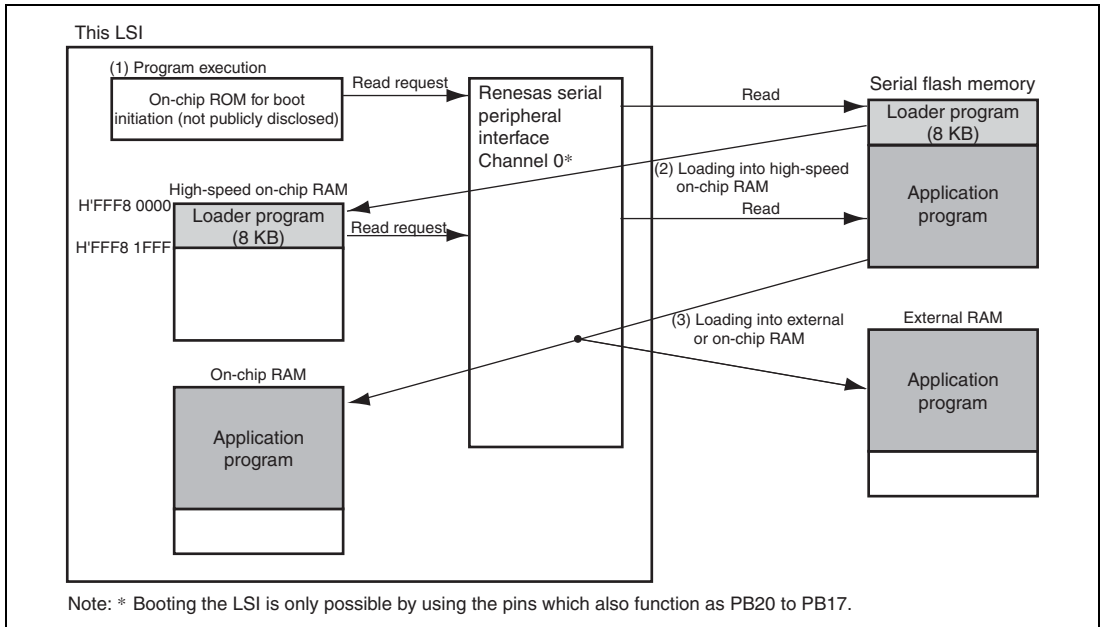 This LSI
(1) Program execution
On-chip ROM for boot
initiation (not publicly disclosed)
Read request
Renesas serial
peripheral
interface
Channel 0*
Read
Serial flash memory
Loader program
(8 KB)
Application
program
(2) Loading into high-speed
on-chip RAM
Read
High-speed on-chip RAM
H'FFF8 0000
Loader program
(8 KB)
H'FFF8 1FFF
Read request
(3) Loading into external
or on-chip RAM
External RAM
Application
program
On-chip RAM
Application
program
Note: * Booting the LSI is only possible by using the pins which also function as PB20 to PB17.